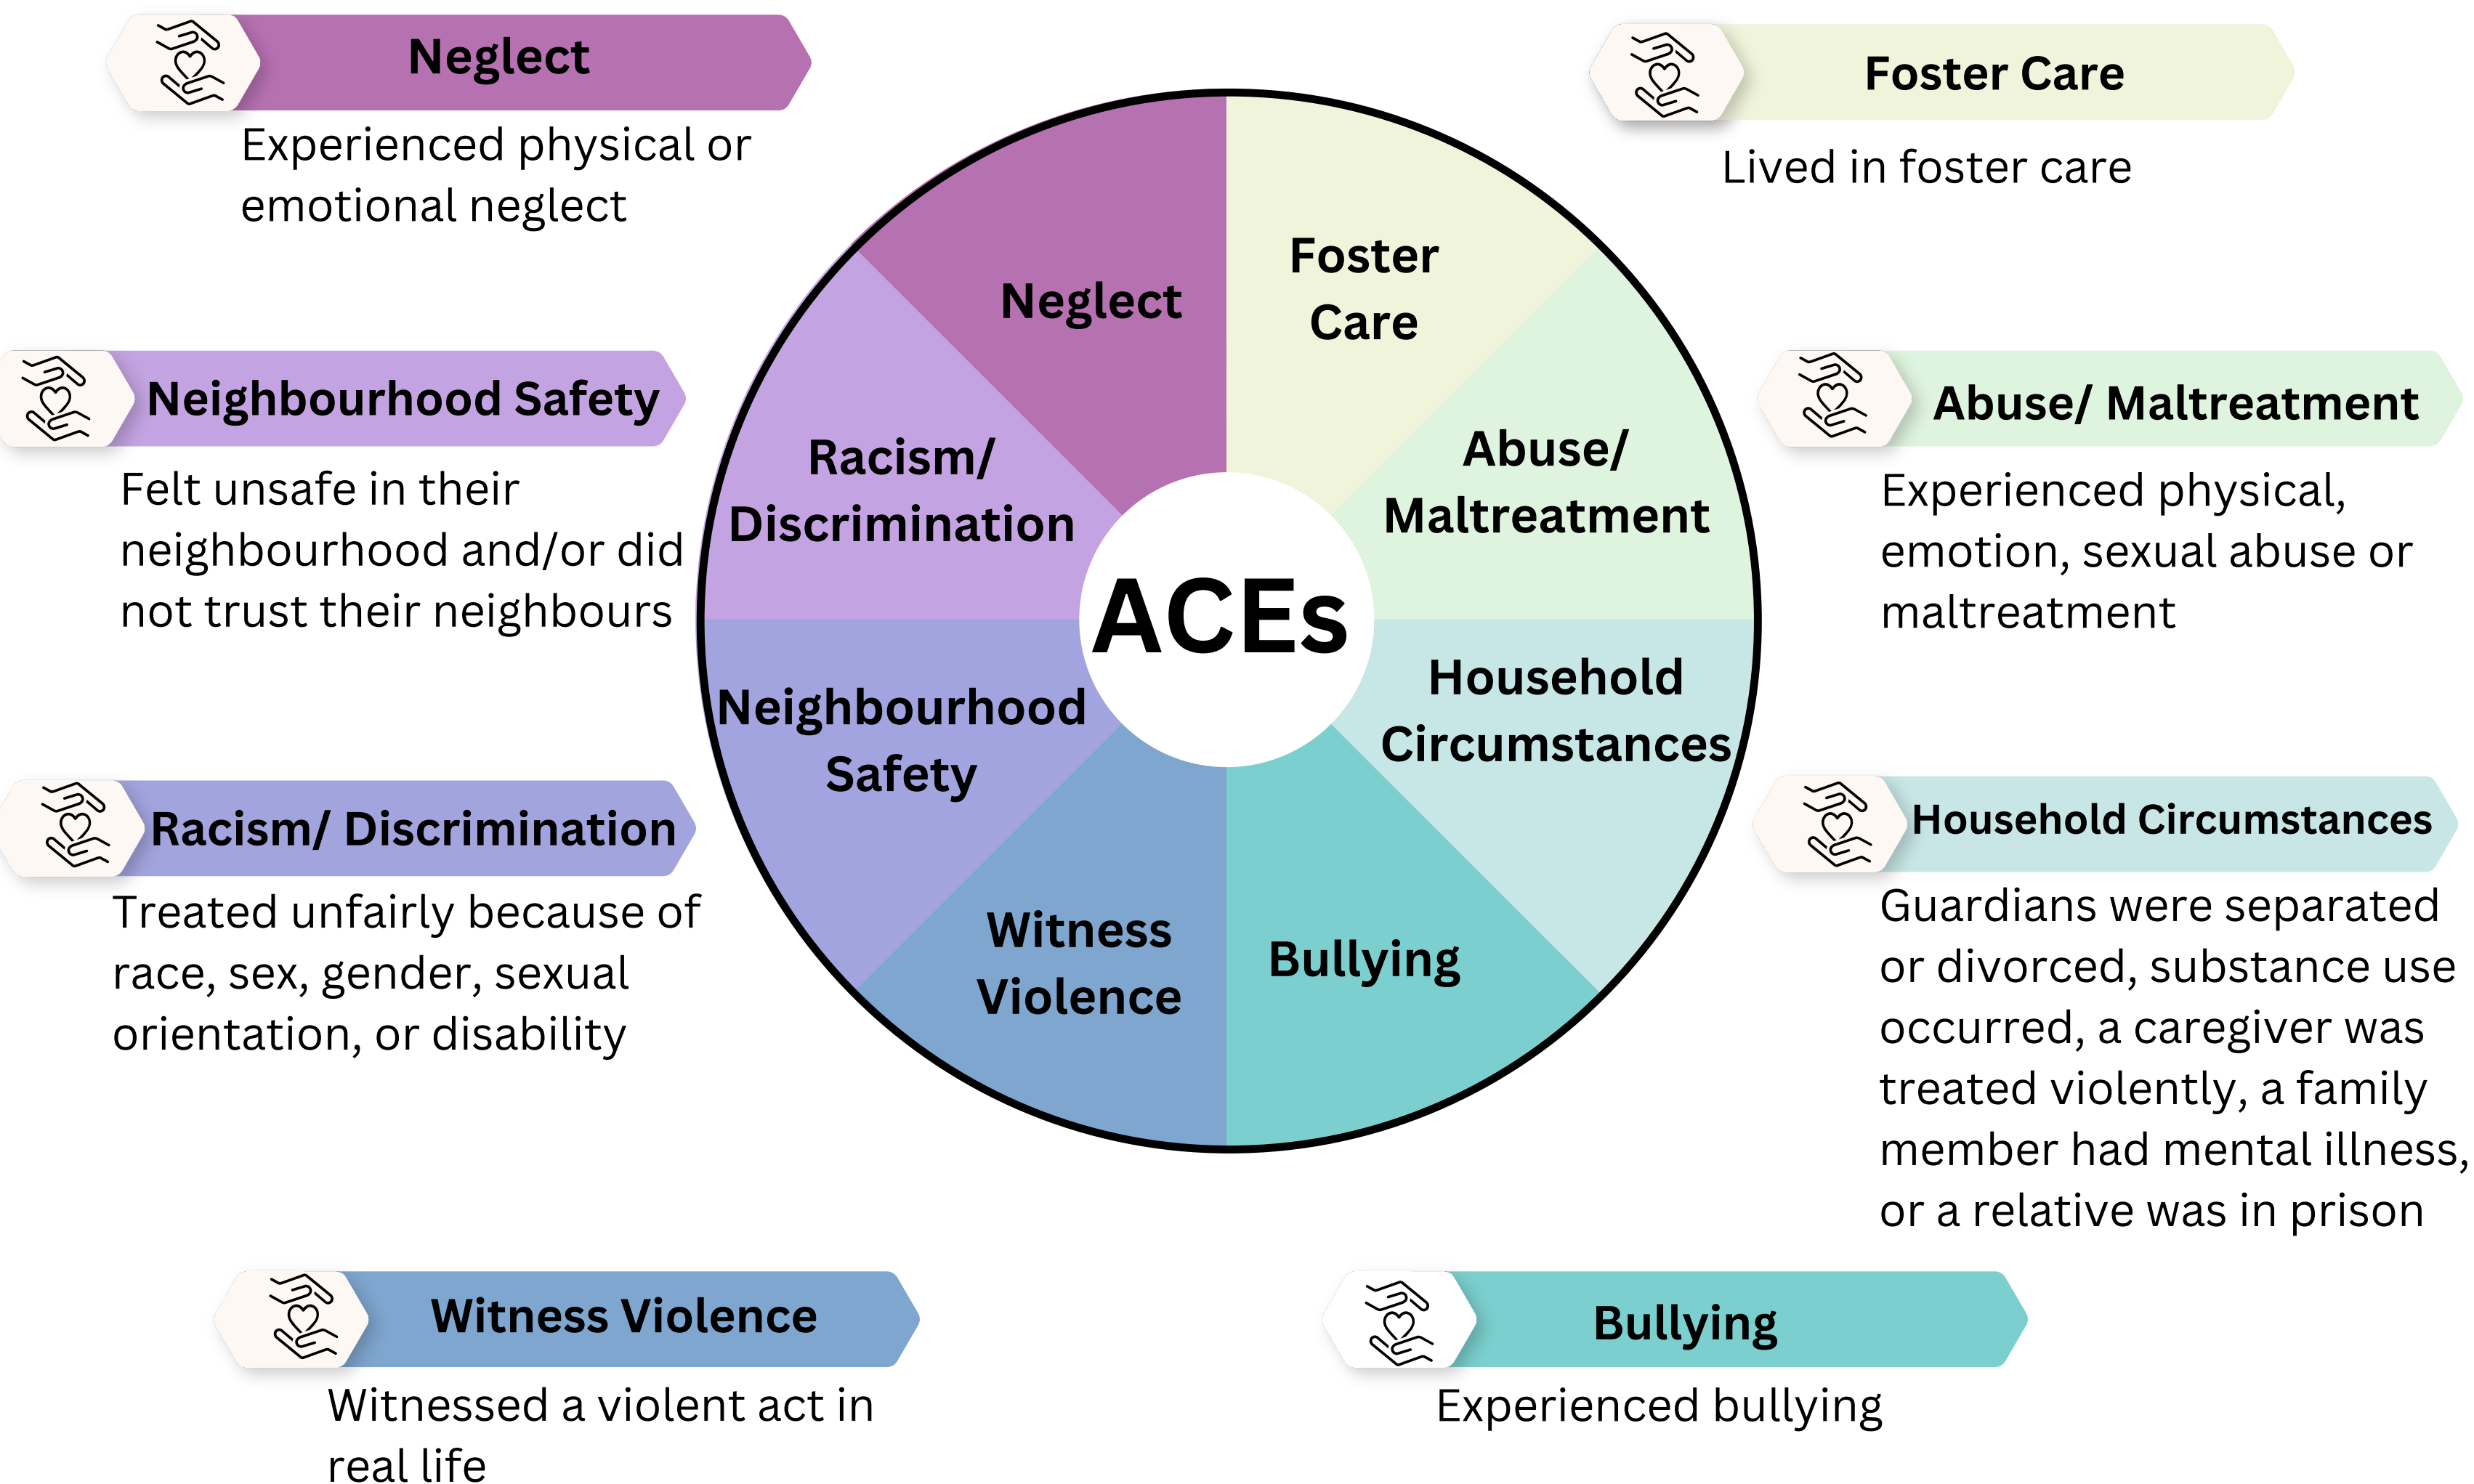 Neglect
Experienced physical or
emotional neglect
Neighbourhood Safety
Felt unsafe in their
neighbourhood and/or did
not trust their neighbours
Racism/ Discrimination
Treated unfairly because of
race, sex, gender, sexual
orientation, or disability
Witness Violence
Witnessed a violent act in
real life
Neglect
Foster
Care
Racism/
Discrimination
Abuse/
Maltreatment
ACEs
Neighbourhood
Safety
Household
Circumstances
Witness
Violence
Bullying
Foster Care
Lived in foster care
Abuse/ Maltreatment
Experienced physical,
emotion, sexual abuse or
maltreatment
Household Circumstances
Guardians were separated
or divorced, substance use
occurred, a caregiver was
treated violently, a family
member had mental illness,
or a relative was in prison
Bullying
Experienced bullying